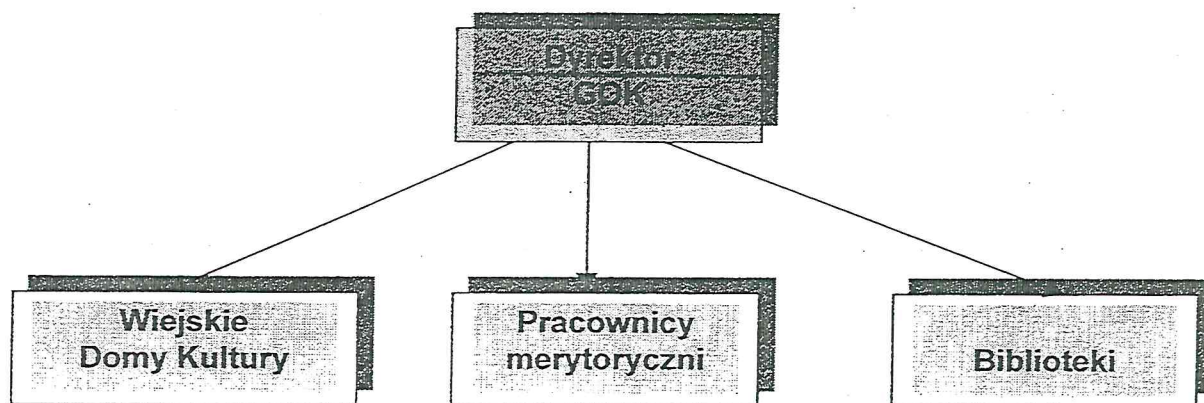 Dyrektor
GDK
Wiejskie
Domy Kultury
Pracownicy
merytoryczni
Biblioteki